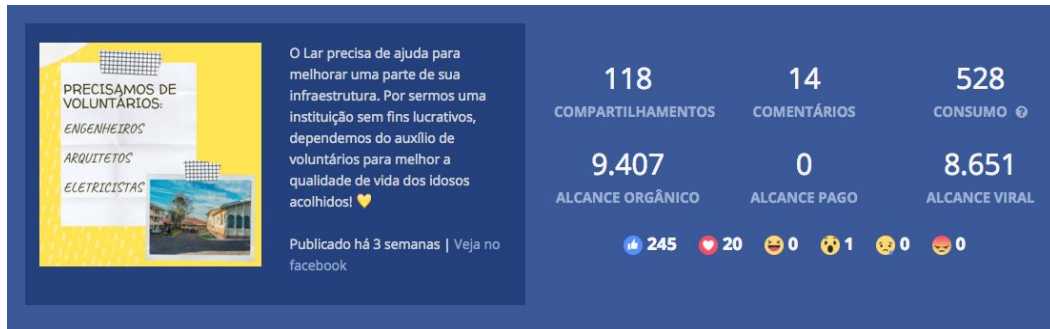 PRECISAMOS DE
VOLUNTÁRIOS:
ENGENHEIROS
ARQUITETOS
ELETRICISTAS
O Lar precisa de ajuda para
melhorar uma parte de sua
infraestrutura. Por sermos uma
instituição sem fins lucrativos,
dependemos do auxílio de
voluntários para melhor a
qualidade de vida dos idosos
acolhidos! 💛
Publicado há 3 semanas | Veja no
facebook
118 14 528
COMPARTILHAMENTOS COMENTÁRIOS CONSUMO ?
9.407 0 8.651
ALCANCE ORGÂNICO ALCANCE PAGO ALCANCE VIRAL
245 20 0 1 0 0